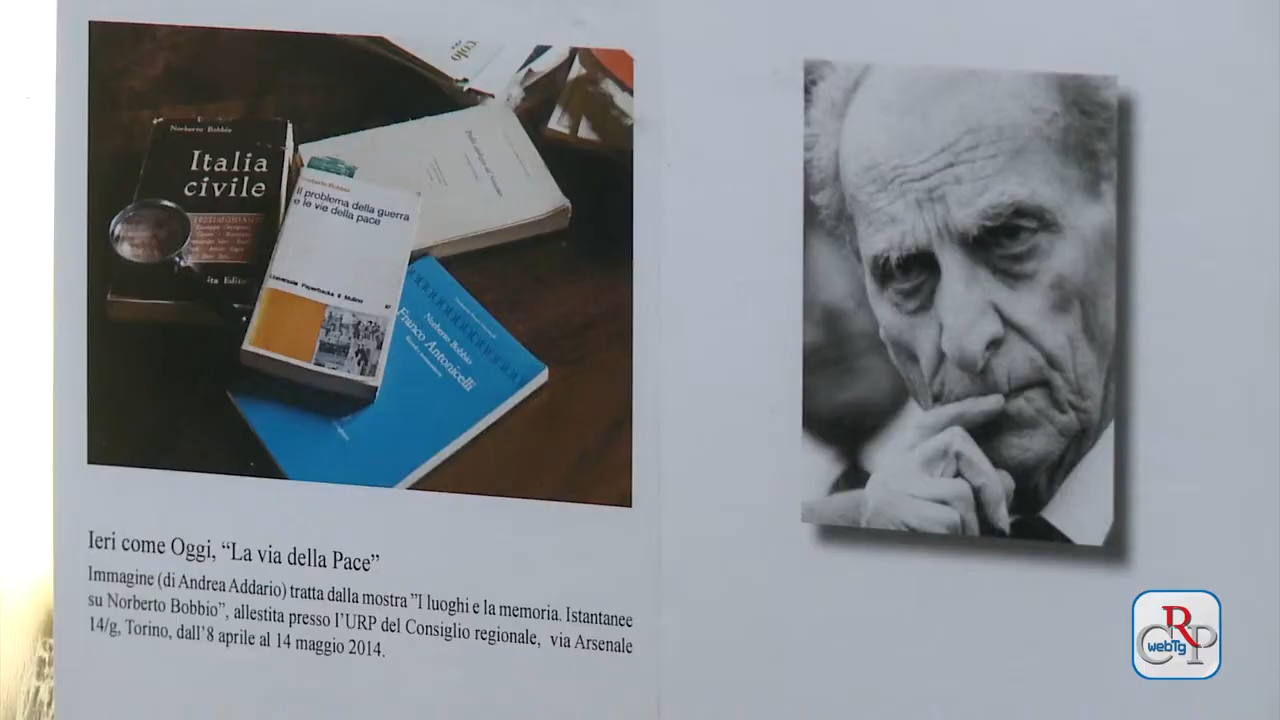 Norberto Bobbio
Italia
civile
Norberto Bobbio
Il problema della guerra
e le vie della pace
Universale Paperbacks Il Mulino
Norberto Bobbio
Franco Antonicelli
Ieri come Oggi, “La via della Pace”
Immagine (di Andrea Addario) tratta dalla mostra ”I luoghi e la memoria. Istantanee
su Norberto Bobbio”, allestita presso l’URP del Consiglio regionale, via Arsenale
14/g, Torino, dall’8 aprile al 14 maggio 2014.
CRP
webTg